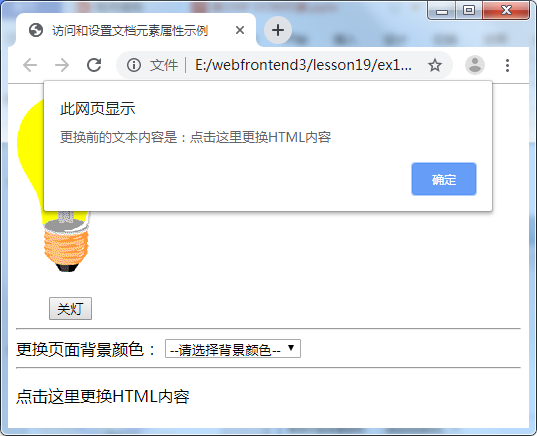 访问和设置文档元素属性示例
文件 E:/webfrontend3/lesson19/ex1...
此网页显示
更换前的文本内容是：点击这里更换HTML内容
确定
关灯
更换页面背景颜色： --请选择背景颜色--
点击这里更换HTML内容